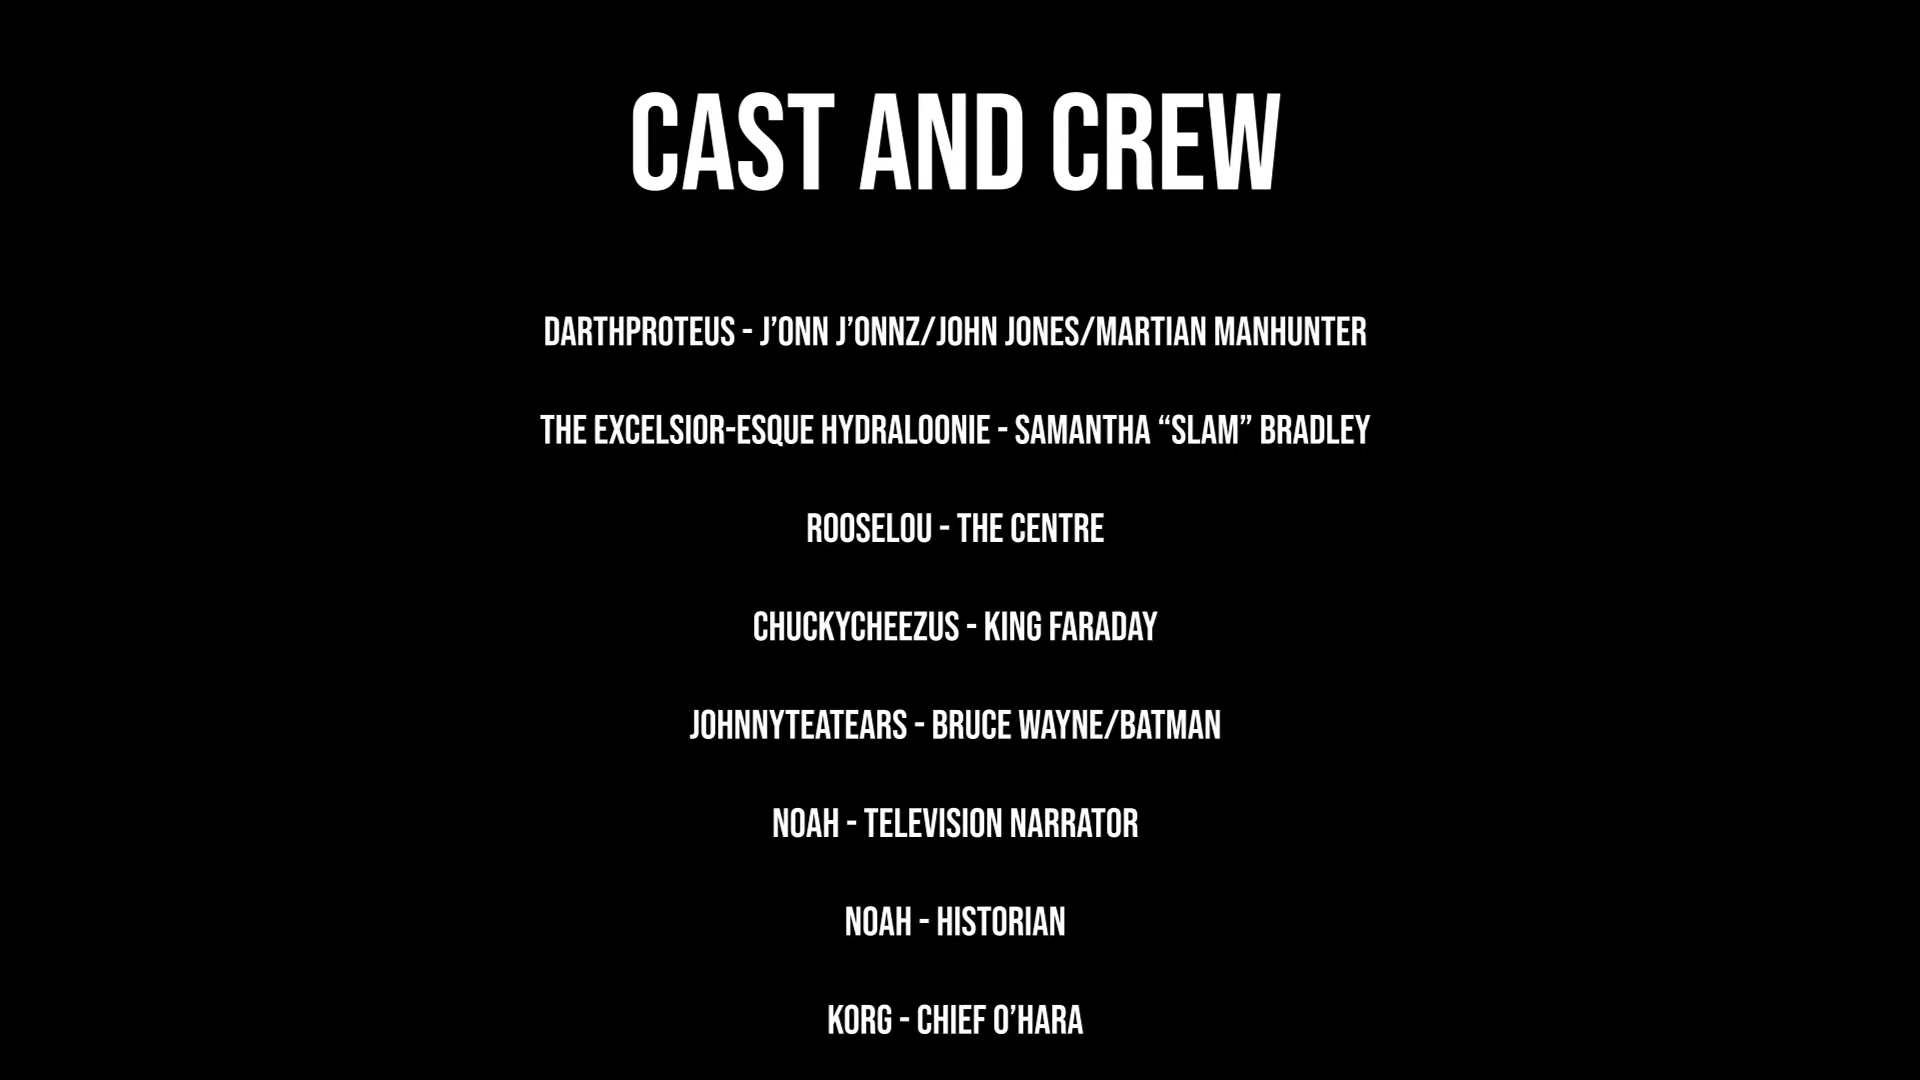 CAST AND CREW
DARTHPROTEUS - J’ONN J’ONNZ/JOHN JONES/MARTIAN MANHUNTER
THE EXCELSIOR-ESQUE HYDRALOONIE - SAMANTHA “SLAM” BRADLEY
ROOSELOU - THE CENTRE
CHUCKYCHEEZUS - KING FARADAY
JOHNNYTEATEARS - BRUCE WAYNE/BATMAN
NOAH - TELEVISION NARRATOR
NOAH - HISTORIAN
KORG - CHIEF O’HARA